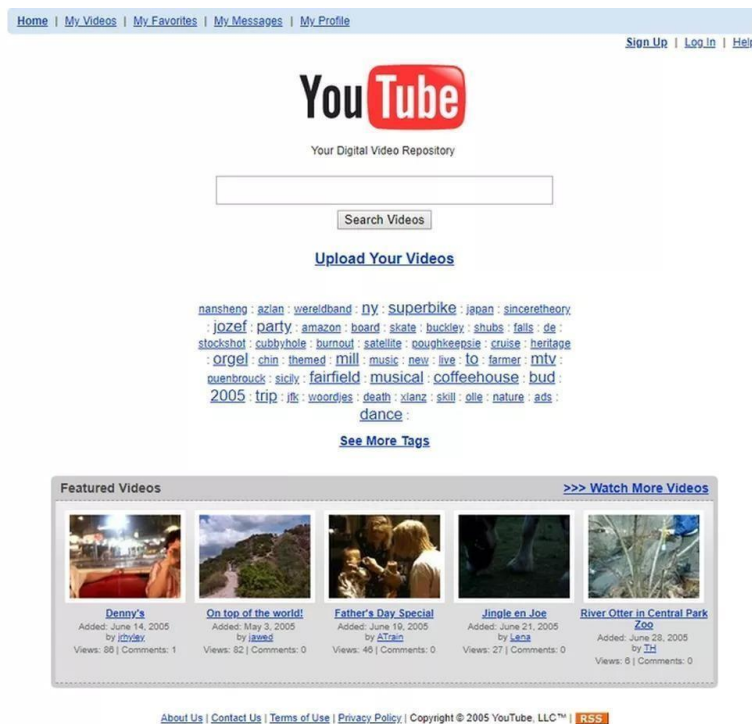 Home | My Videos | My Favorites | My Messages | My Profile
Sign Up | Log In | Help
YouTube
Your Digital Video Repository
Search Videos
Upload Your Videos
nansheng : azlan : wereldband : ny : superbike : japan : sinceretheory
: jozef : party : amazon : board : skate : buckley : shubs : falls : de :
stockshot : cubbyhole : burnout : satellite : poughkeepsie : cruise : heritage
: orgel : chin : themed : mill : music : new : live : to : farmer : mtv :
puenbrouck : sicily : fairfield : musical : coffeehouse : bud :
2005 : trip : jfk : woordjes : death : xianz : skill : olie : nature : ads :
dance :
See More Tags
Featured Videos
>>> Watch More Videos
Denny's
Added: June 14, 2005
by jrhyley
Views: 86 | Comments: 1
On top of the world!
Added: May 3, 2005
by jawed
Views: 82 | Comments: 0
Father's Day Special
Added: June 19, 2005
by ATrain
Views: 46 | Comments: 0
Jingle en Joe
Added: June 21, 2005
by Lena
Views: 27 | Comments: 0
River Otter in Central Park
Zoo
Added: June 28, 2005
by TH
Views: 6 | Comments: 0
About Us | Contact Us | Terms of Use | Privacy Policy | Copyright © 2005 YouTube, LLC™ | RSS